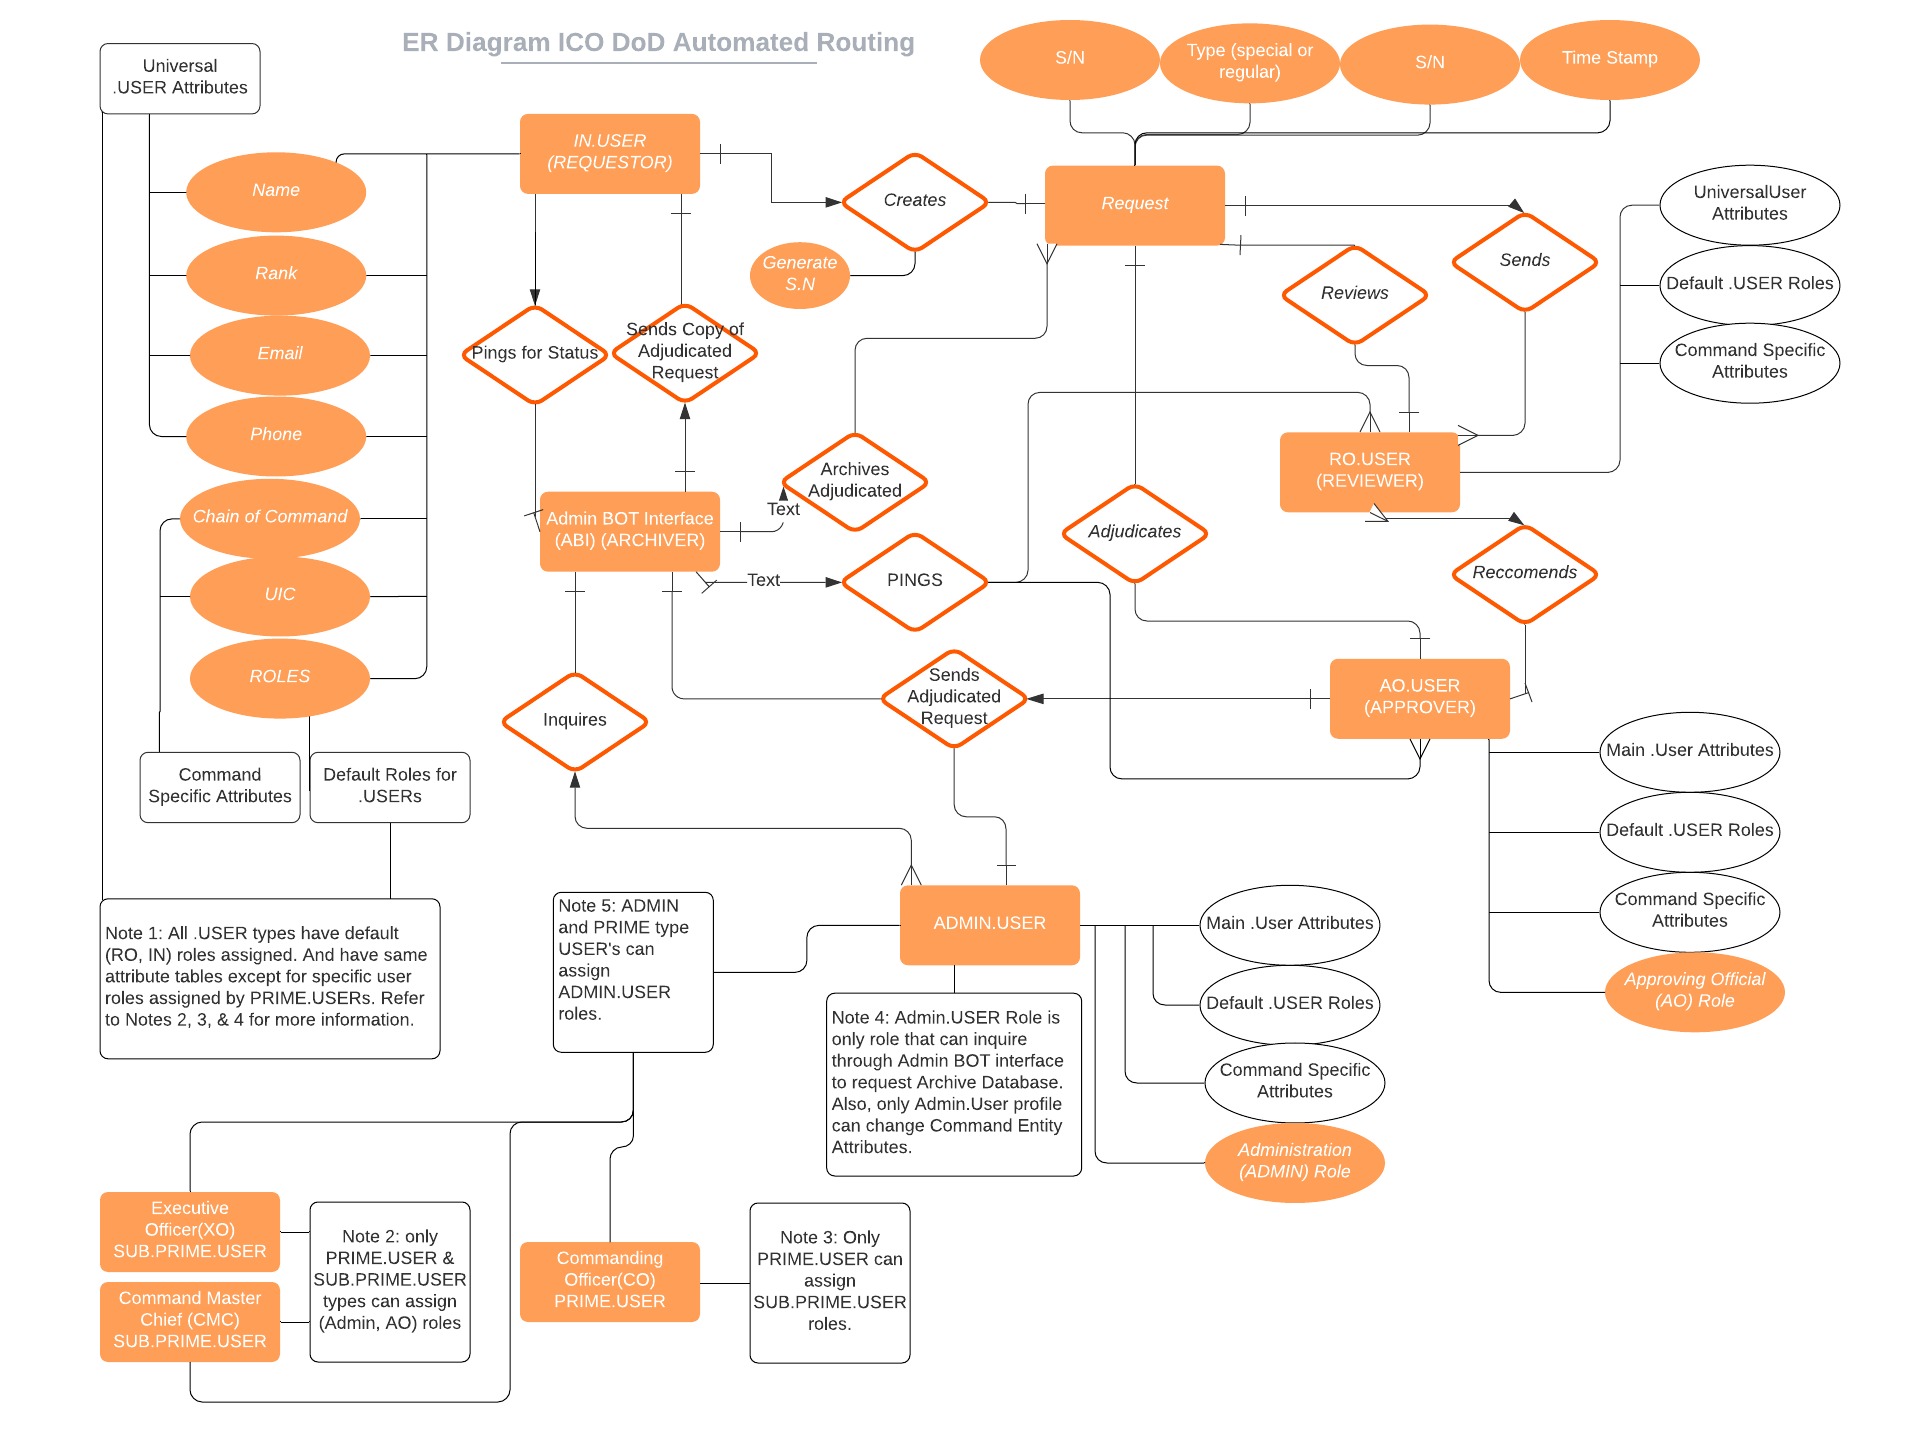 ER Diagram ICO DoD Automated Routing
Universal
.USER Attributes
S/N
Type (special or
regular)
S/N
Time Stamp
IN.USER
(REQUESTOR)
Name
Rank
Email
Phone
Chain of Command
UIC
ROLES
Creates
Generate
S.N
Request
Sends
Reviews
UniversalUser
Attributes
Default .USER Roles
Command Specific
Attributes
Pings for Status
Sends Copy of
Adjudicated
Request
Archives
Adjudicated
Text
Admin BOT Interface
(ABI) (ARCHIVER)
Text
PINGS
Adjudicates
RO.USER
(REVIEWER)
Reccomends
Inquires
Sends
Adjudicated
Request
AO.USER
(APPROVER)
Command
Specific Attributes
Default Roles for
.USERs
Main .User Attributes
Default .USER Roles
Command Specific
Attributes
Approving Official
(AO) Role
Note 1: All .USER types have default
(RO, IN) roles assigned. And have same
attribute tables except for specific user
roles assigned by PRIME.USERs. Refer
to Notes 2, 3, & 4 for more information.
Note 5: ADMIN
and PRIME type
USER's can
assign
ADMIN.USER
roles.
ADMIN.USER
Main .User Attributes
Default .USER Roles
Command Specific
Attributes
Administration
(ADMIN) Role
Note 4: Admin.USER Role is
only role that can inquire
through Admin BOT interface
to request Archive Database.
Also, only Admin.User profile
can change Command Entity
Attributes.
Executive
Officer(XO)
SUB.PRIME.USER
Command Master
Chief (CMC)
SUB.PRIME.USER
Note 2: only
PRIME.USER &
SUB.PRIME.USER
types can assign
(Admin, AO) roles
Commanding
Officer(CO)
PRIME.USER
Note 3: Only
PRIME.USER can
assign
SUB.PRIME.USER
roles.